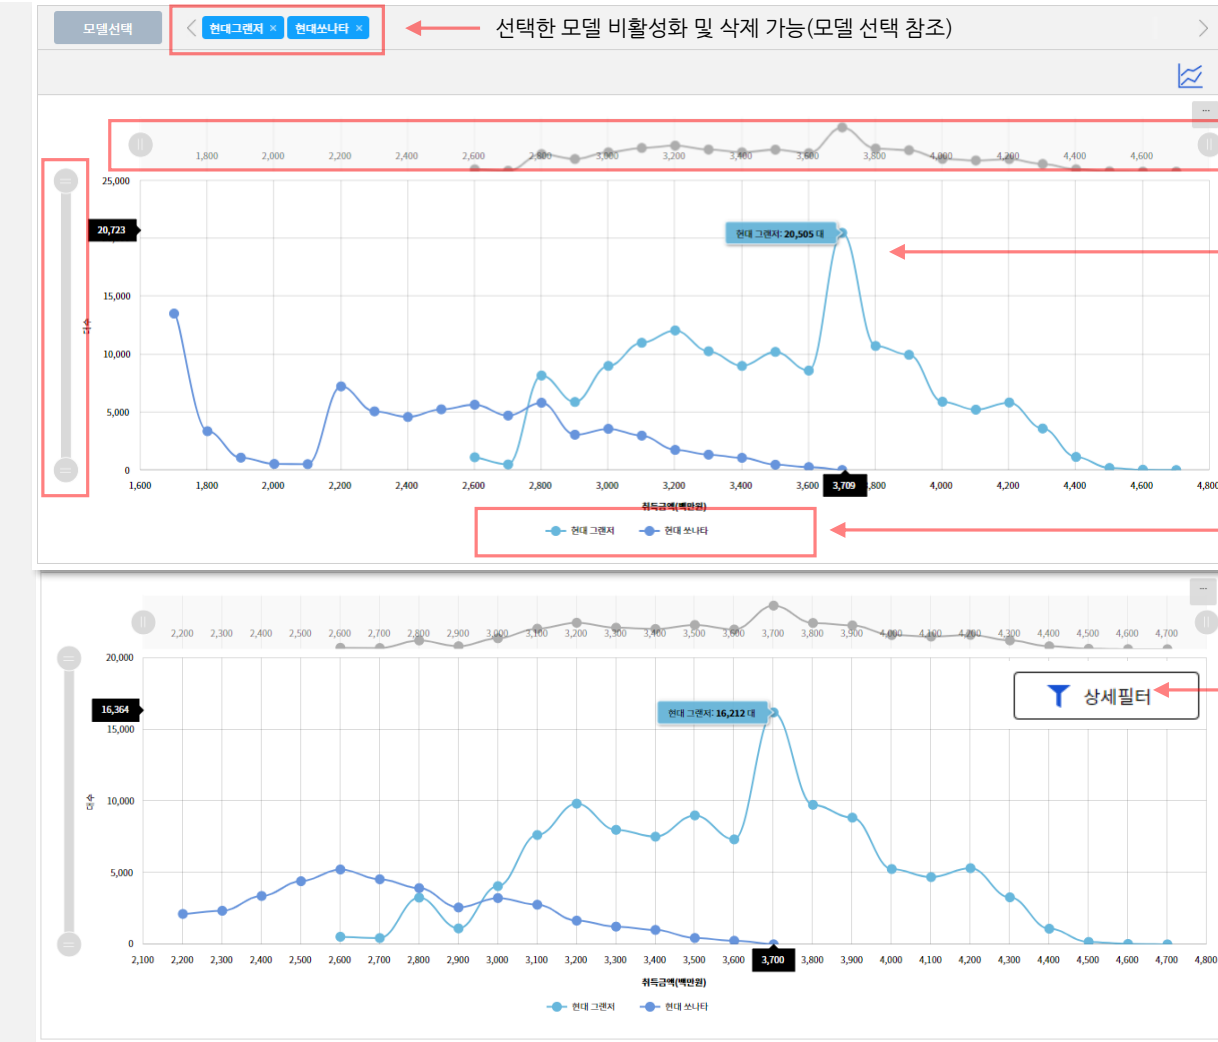 모델선택
현대그랜저 ×
현대쏘나타 ×
선택한 모델 비활성화 및 삭제 가능(모델 선택 참조)
...
1,800 2,000 2,200 2,400 2,600 2,800 3,000 3,200 3,400 3,600 3,800 4,000 4,200 4,400 4,600
25,000
20,723
현대 그랜저: 20,505 대
15,000
대수
10,000
5,000
0
1,600 1,800 2,000 2,200 2,400 2,600 2,800 3,000 3,200 3,400 3,600 3,709 ,800 4,000 4,200 4,400 4,600 4,800
취득금액(백만원)
현대 그랜저 현대 쏘나타
...
2,200 2,300 2,400 2,500 2,600 2,700 2,800 2,900 3,000 3,100 3,200 3,300 3,400 3,500 3,600 3,700 3,800 3,900 4,000 4,100 4,200 4,300 4,400 4,500 4,600 4,700
20,000
상세필터
16,364
현대 그랜저: 16,212 대
15,000
대수
10,000
5,000
0
2,100 2,200 2,300 2,400 2,500 2,600 2,700 2,800 2,900 3,000 3,100 3,200 3,300 3,400 3,500 3,600 3,700 3,800 3,900 4,000 4,100 4,200 4,300 4,400 4,500 4,600 4,700 4,800
취득금액(백만원)
현대 그랜저 현대 쏘나타